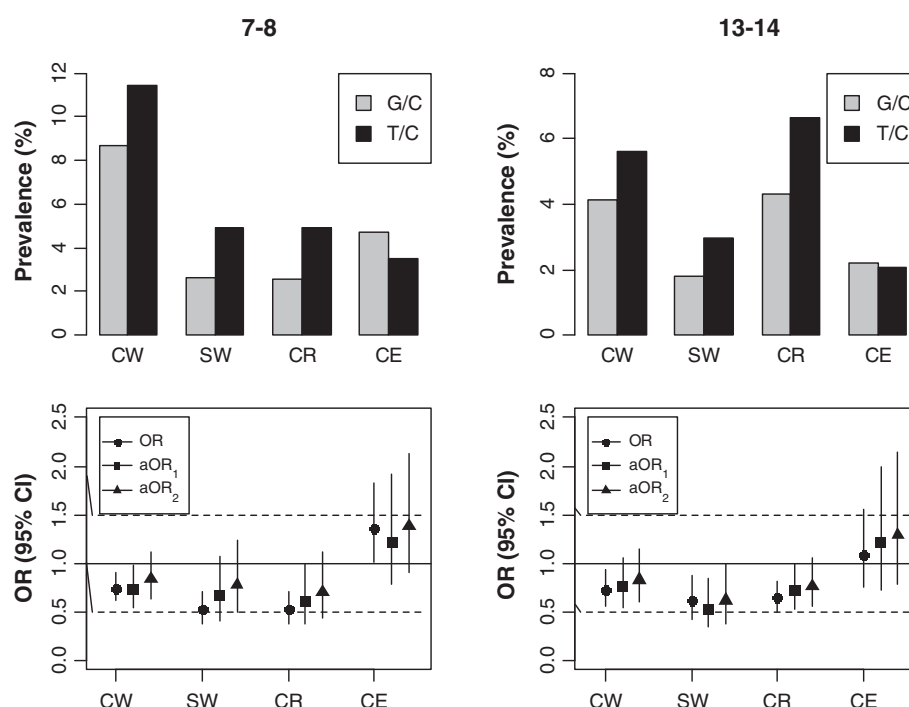 7-8
13-14
Prevalence (%)
12
10
8
6
4
2
0
G/C
T/C
CW SW CR CE
Prevalence (%)
8
6
4
2
0
G/C
T/C
CW SW CR CE
OR (95% CI)
2.5
2.0
1.5
1.0
0.5
0.0
OR
aOR1
aOR2
CW SW CR CE
OR (95% CI)
2.5
2.0
1.5
1.0
0.5
0.0
OR
aOR1
aOR2
CW SW CR CE